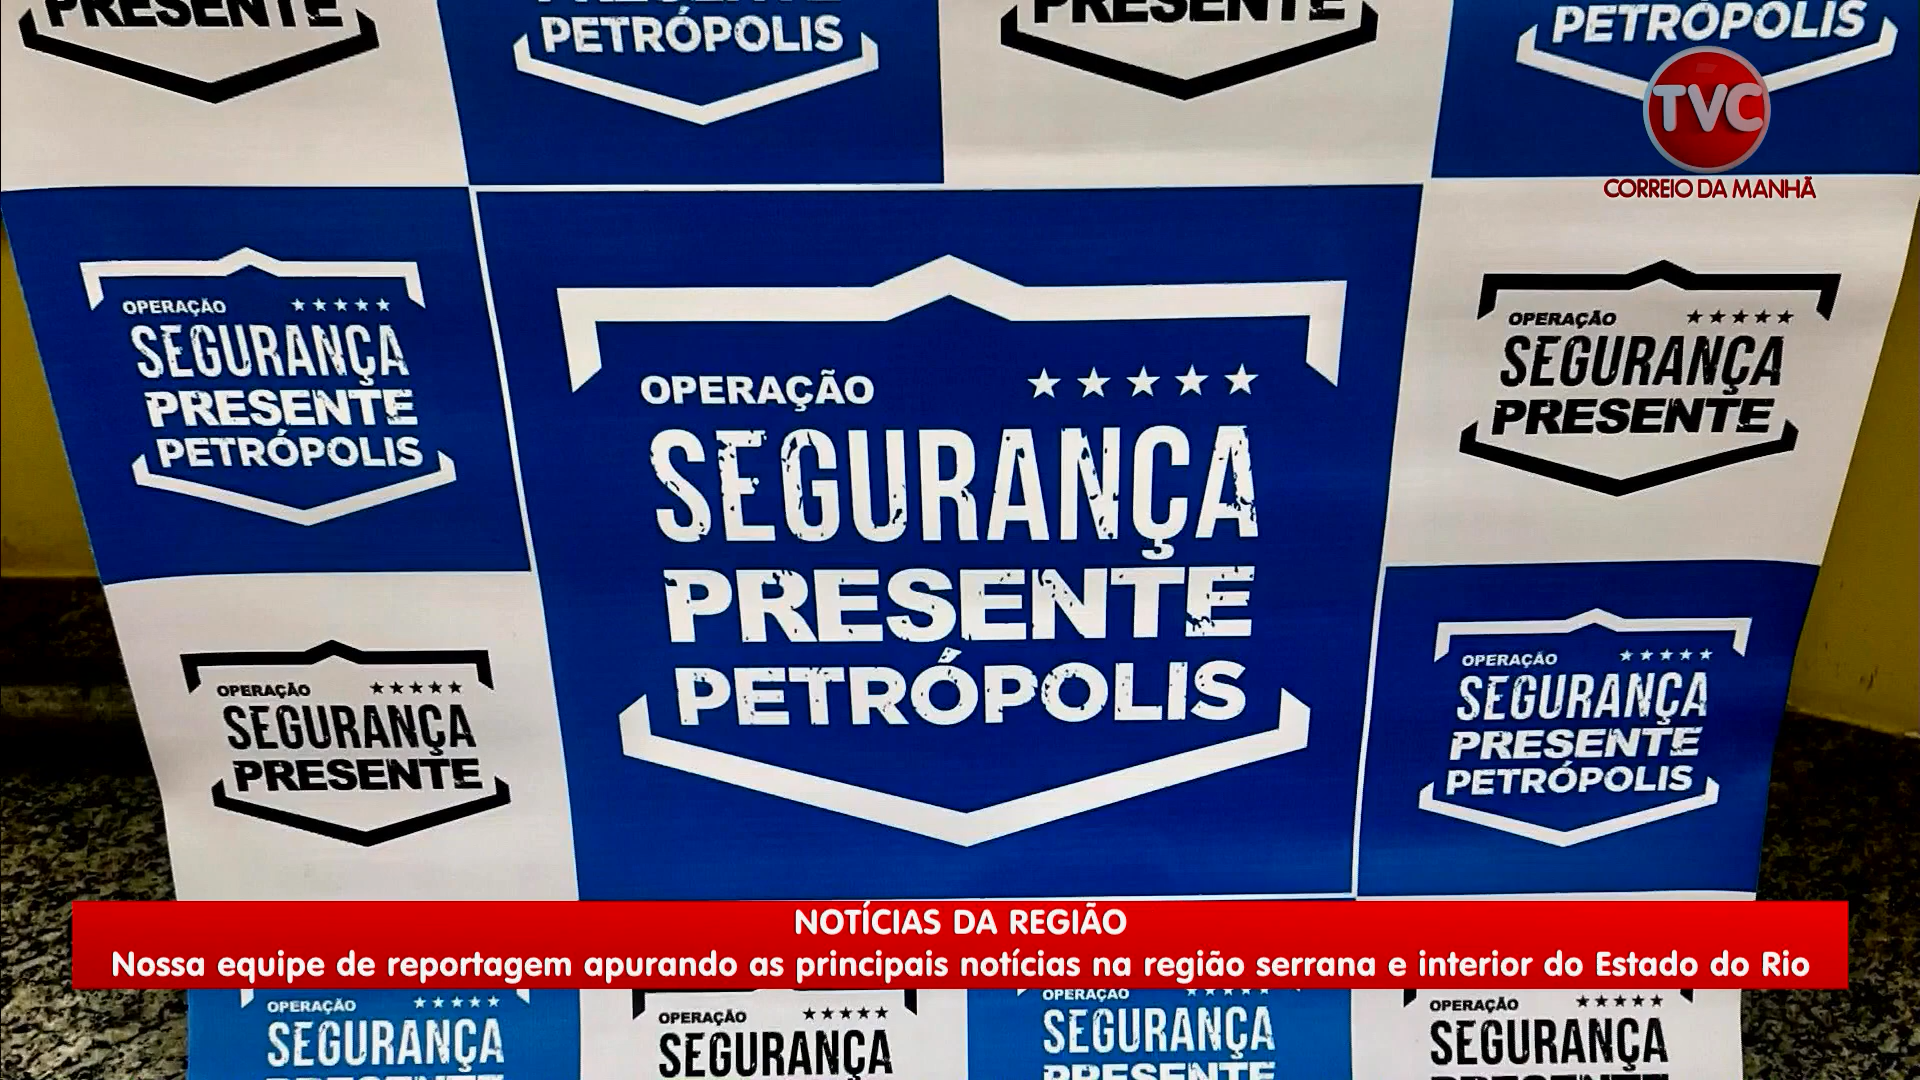 PRESENTE
PETRÓPOLIS
PRESENTE
PETRÓPOLIS
TVC
CORREIO DA MANHÃ
OPERAÇÃO
SEGURANÇA
PRESENTE
PETRÓPOLIS
OPERAÇÃO
SEGURANÇA
PRESENTE
PETRÓPOLIS
OPERAÇÃO
SEGURANÇA
PRESENTE
OPERAÇÃO
SEGURANÇA
PRESENTE
OPERAÇÃO
SEGURANÇA
PRESENTE
PETRÓPOLIS
NOTÍCIAS DA REGIÃO
Nossa equipe de reportagem apurando as principais notícias na região serrana e interior do Estado do Rio
OPERAÇÃO
SEGURANÇA
PRESENTE
OPERAÇÃO
SEGURANÇA
OPERAÇÃO
SEGURANÇA
PRESENTE
OPERAÇÃO
SEGURANÇA